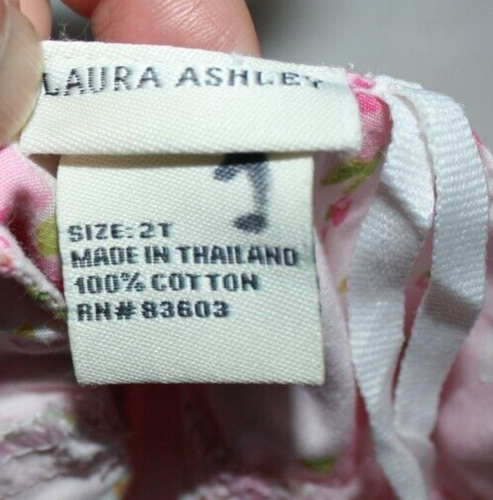 LAURA ASHLEY
SIZE: 2T
MADE IN THAILAND
100% COTTON
RN# 83603